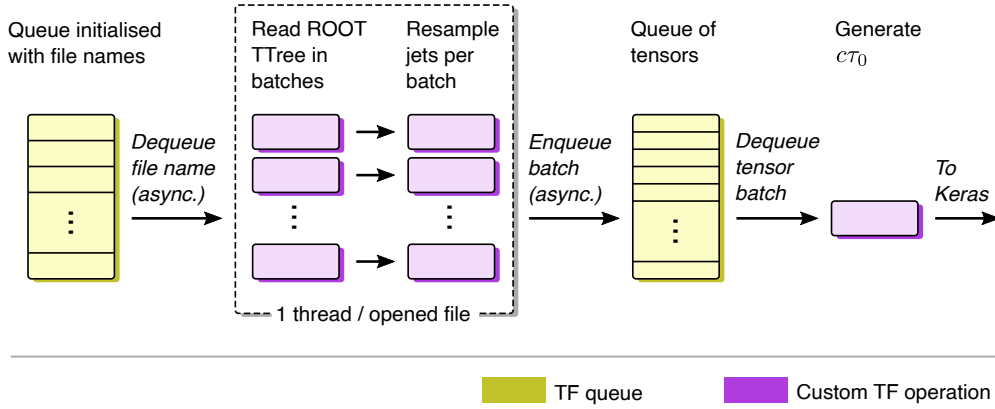 Queue initialised
with file names
Read ROOT
TTree in
batches
Resample
jets per
batch
Queue of
tensors
Generate
cτ₀
Dequeue
file name
(async.)
Enqueue
batch
(async.)
Dequeue
tensor
batch
To
Keras
1 thread / opened file
TF queue
Custom TF operation